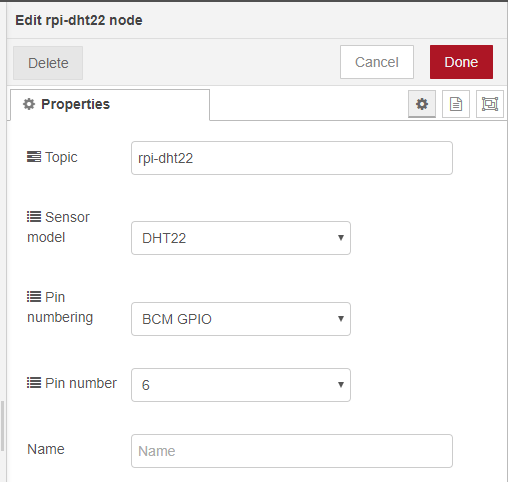 Edit rpi-dht22 node
Delete
Cancel
Done
Properties
Topic
rpi-dht22
Sensor
model
DHT22
Pin
numbering
BCM GPIO
Pin number
6
Name
Name